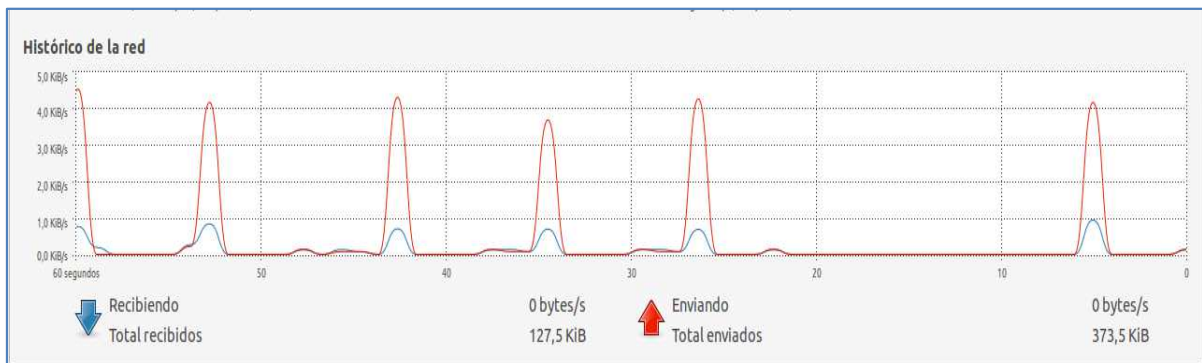 Histórico de la red
5,0 KiB/s
4,0 KiB/s
3,0 KiB/s
2,0 KiB/s
1,0 KiB/s
0,0 KiB/s
60 segundos 50 40 30 20 10 0
Recibiendo 0 bytes/s Enviando 0 bytes/s
Total recibidos 127,5 KiB Total enviados 373,5 KiB